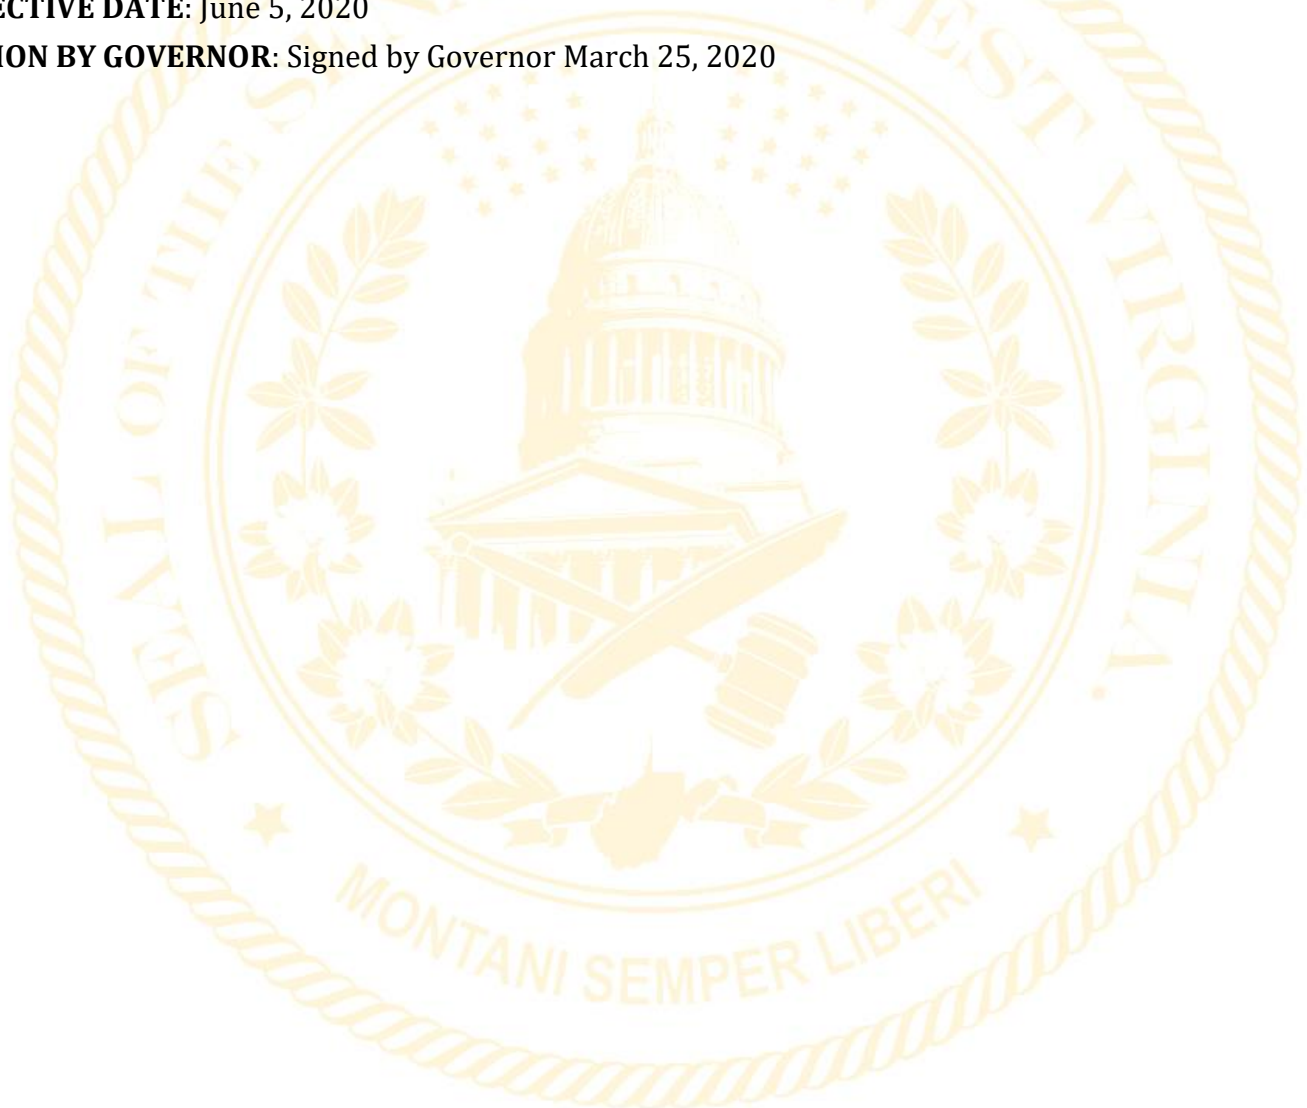 ECTIVE DATE: June 5, 2020
ION BY GOVERNOR: Signed by Governor March 25, 2020
SEAL OF THE
WEST VIRGINIA.
MONTANI SEMPER LIBERI